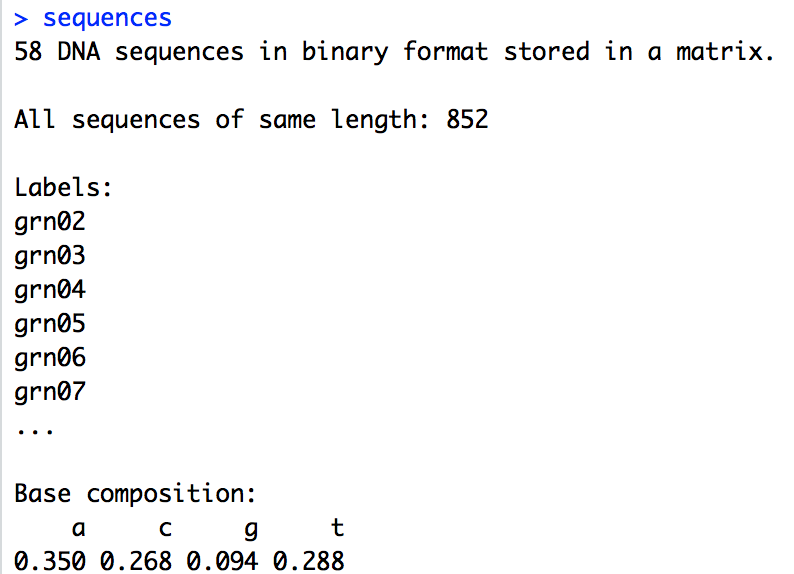 > sequences
58 DNA sequences in binary format stored in a matrix.
All sequences of same length: 852
Labels:
grn02
grn03
grn04
grn05
grn06
grn07
...
Base composition:
a c g t
0.350 0.268 0.094 0.288